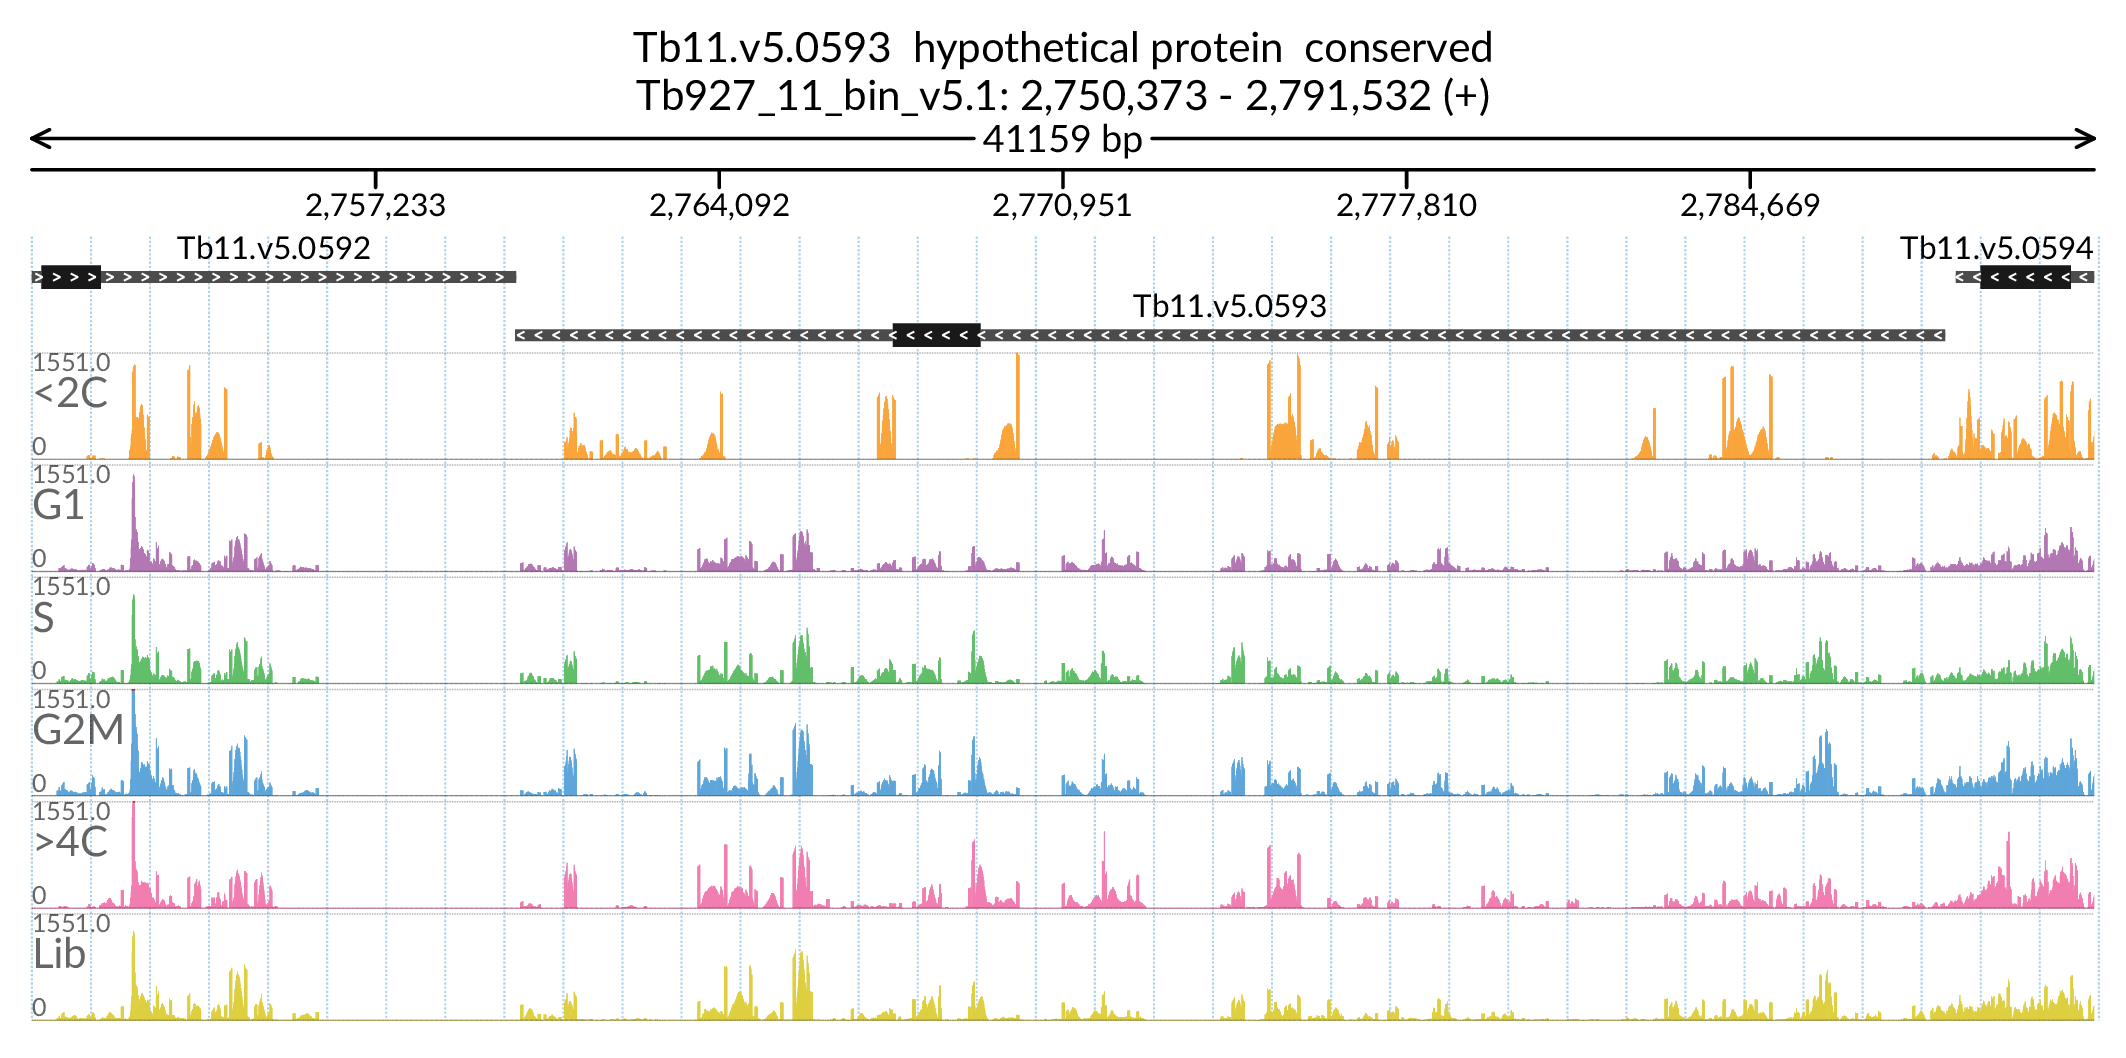 Tb11.v5.0593  hypothetical protein  conserved
Tb927_11_bin_v5.1: 2,750,373 - 2,791,532 (+)
41159 bp
2,757,233 2,764,092 2,770,951 2,777,810 2,784,669
Tb11.v5.0592 Tb11.v5.0594
Tb11.v5.0593
1551.0
<2C
0
1551.0
G1
0
1551.0
S
0
1551.0
G2M
0
1551.0
>4C
0
1551.0
Lib
0